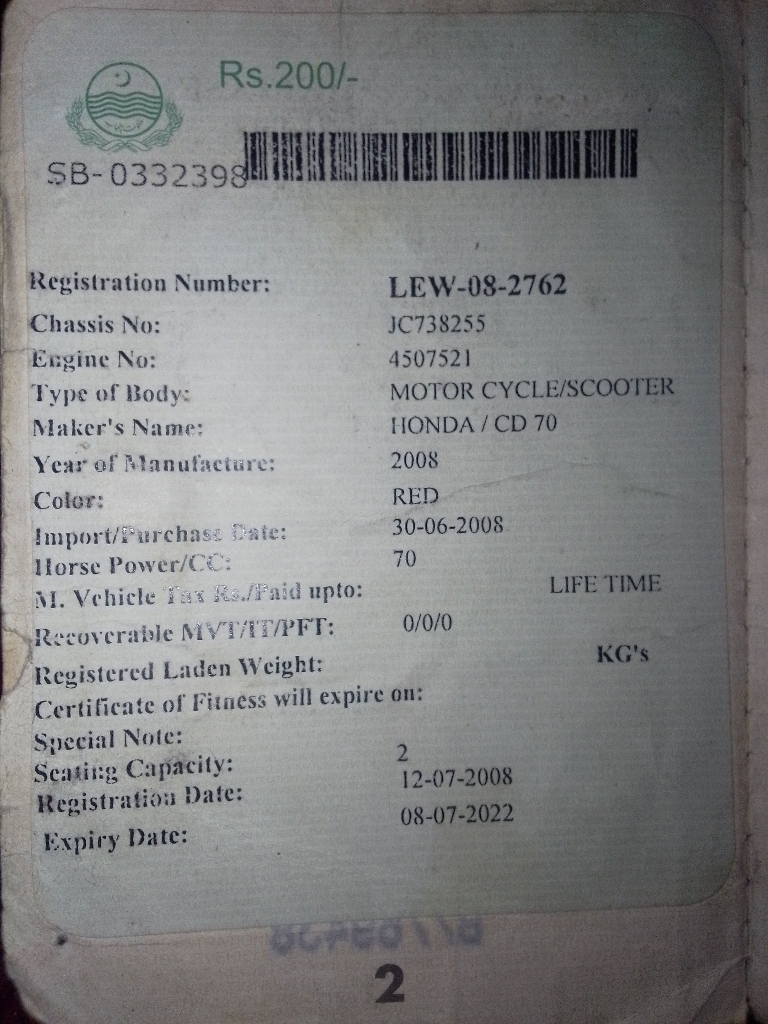 Rs.200/-
SB-0332398
Registration Number: LEW-08-2762
Chassis No: JC738255
Engine No: 4507521
Type of Body: MOTOR CYCLE/SCOOTER
Maker's Name: HONDA / CD 70
Year of Manufacture: 2008
Color: RED
Import/Purchase Date: 30-06-2008
Horse Power/CC: 70
M. Vehicle Tax Rs./Paid upto: LIFE TIME
Recoverable MVT/IT/PFT: 0/0/0
Registered Laden Weight: KG's
Certificate of Fitness will expire on:
Special Note:
Seating Capacity: 2
Registration Date: 12-07-2008
Expiry Date: 08-07-2022
2